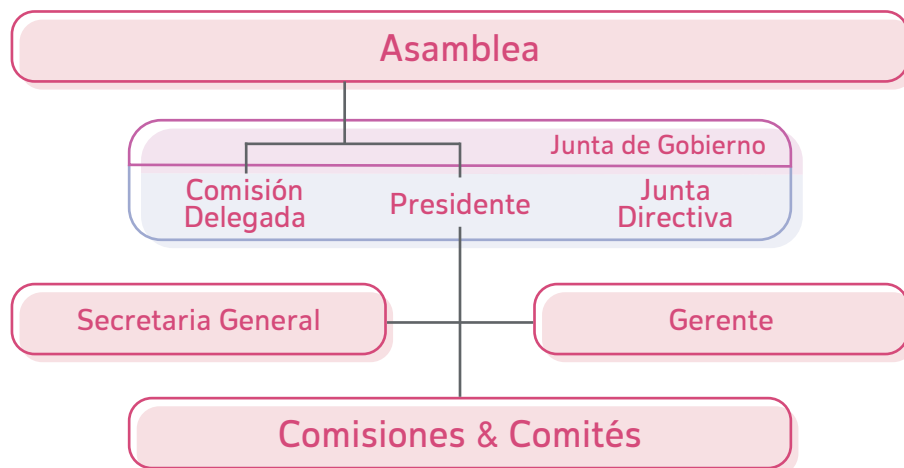 Asamblea
Junta de Gobierno
Comisión
Delegada
Presidente
Junta
Directiva
Secretaria General
Gerente
Comisiones & Comités